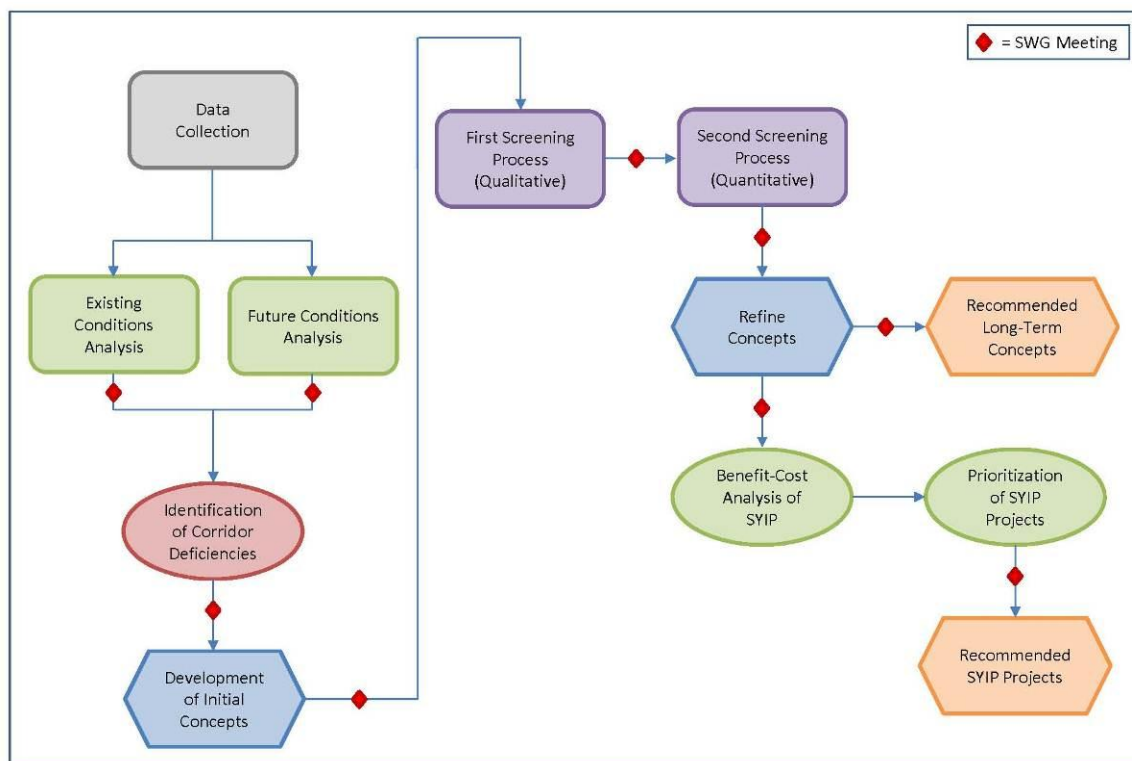 = SWG Meeting
Data
Collection
First Screening
Process
(Qualitative)
Second Screening
Process
(Quantitative)
Existing
Conditions
Analysis
Future Conditions
Analysis
Refine
Concepts
Recommended
Long-Term
Concepts
Identification
of Corridor
Deficiencies
Benefit-Cost
Analysis of
SYIP
Prioritization
of SYIP
Projects
Development
of Initial
Concepts
Recommended
SYIP Projects